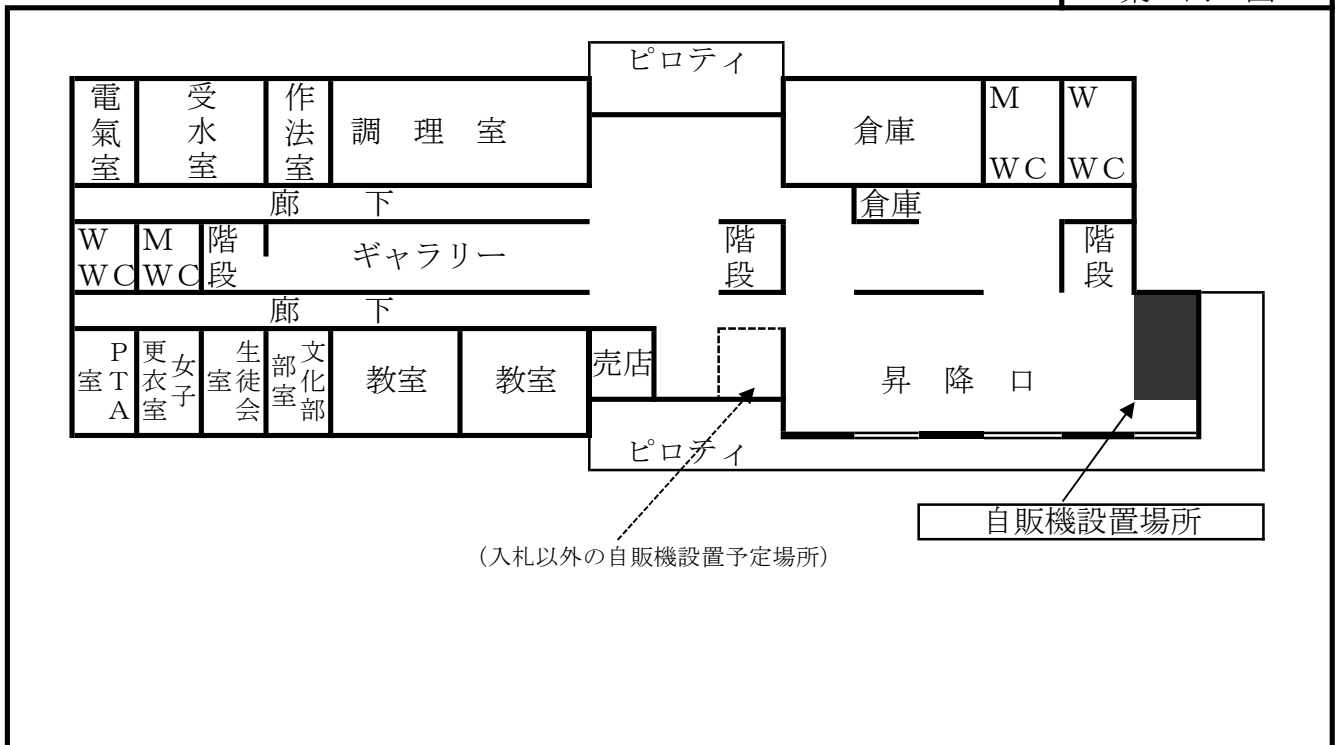 ピロティ
電氣室
受水室
作法室
調理室
倉庫
M WC
W WC
廊下
倉庫
W WC
M WC
階段
ギャラリー
階段
階段
廊下
PTA室
女子更衣室
生徒会室
文化部部室
教室
教室
売店
昇降口
ピロティ
自販機設置場所
(入札以外の自販機設置予定場所)